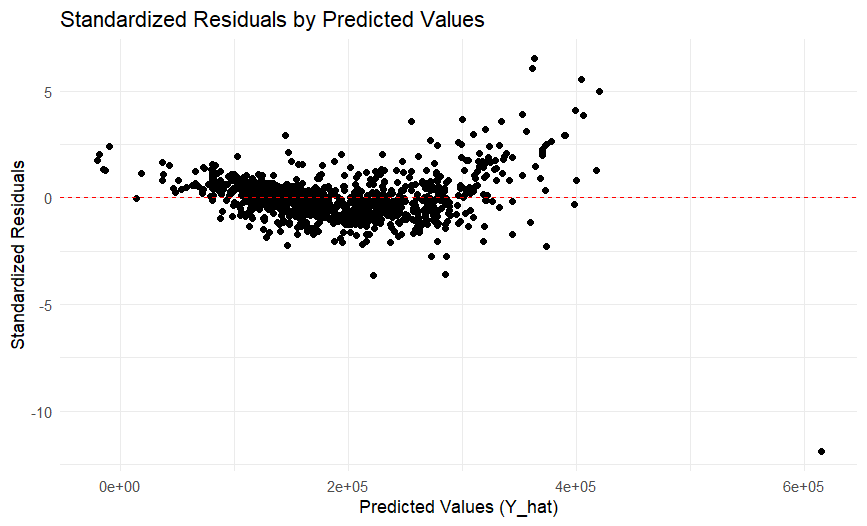 Standardized Residuals by Predicted Values
Standardized Residuals
5
0
-5
-10
0e+00 2e+05 4e+05 6e+05
Predicted Values (Y_hat)